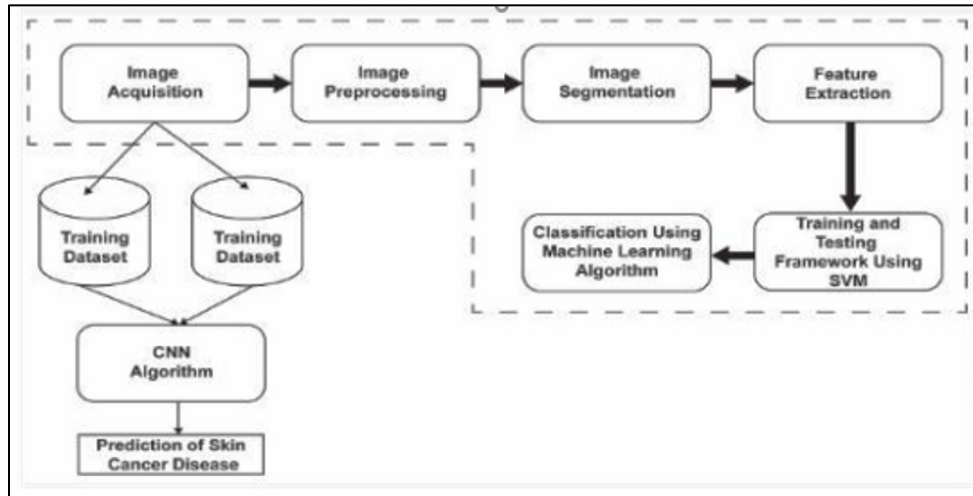 Image
Acquisition
Image
Preprocessing
Image
Segmentation
Feature
Extraction
Training
Dataset
Training
Dataset
Classification Using
Machine Learning
Algorithm
Training and
Testing
Framework Using
SVM
CNN
Algorithm
Prediction of Skin
Cancer Disease